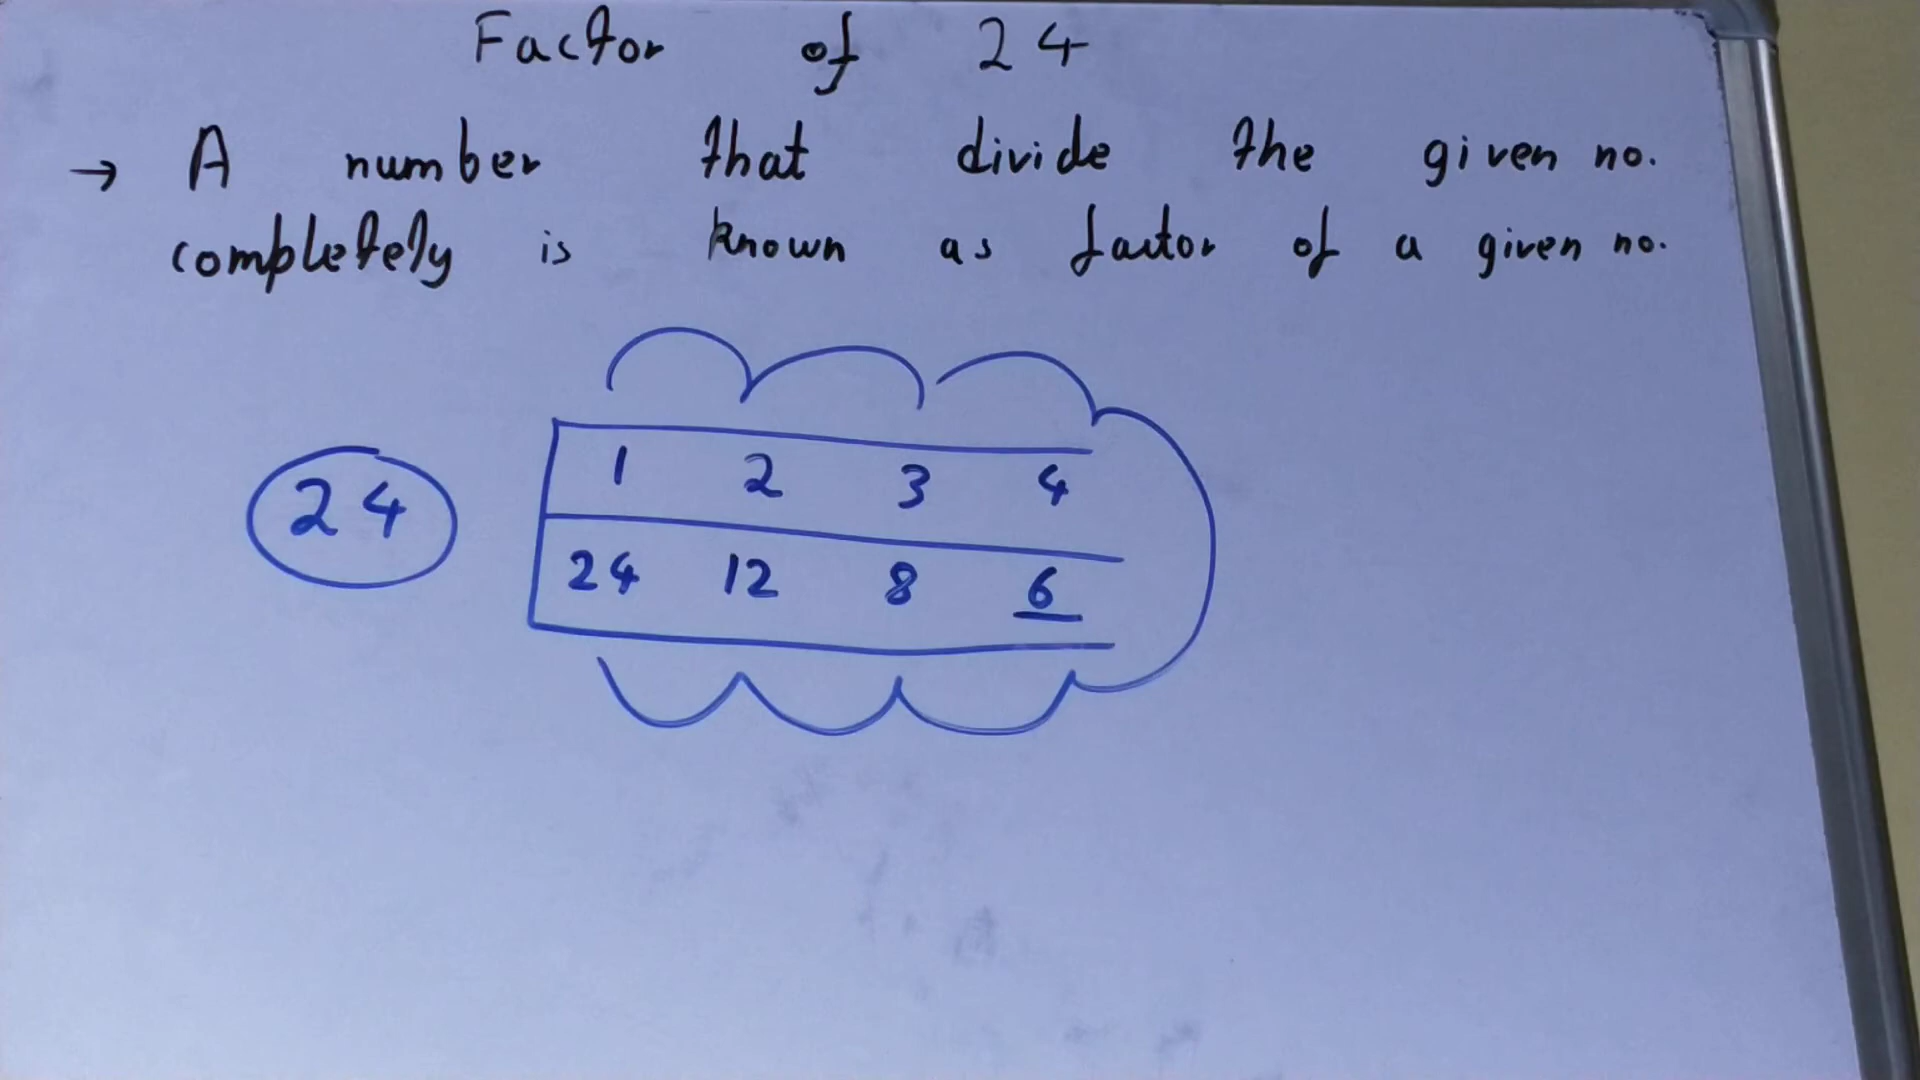 Factor of 24
→ A number that divide the given no.
completely is known as factor of a given no.
24
1 2 3 4
24 12 8 6